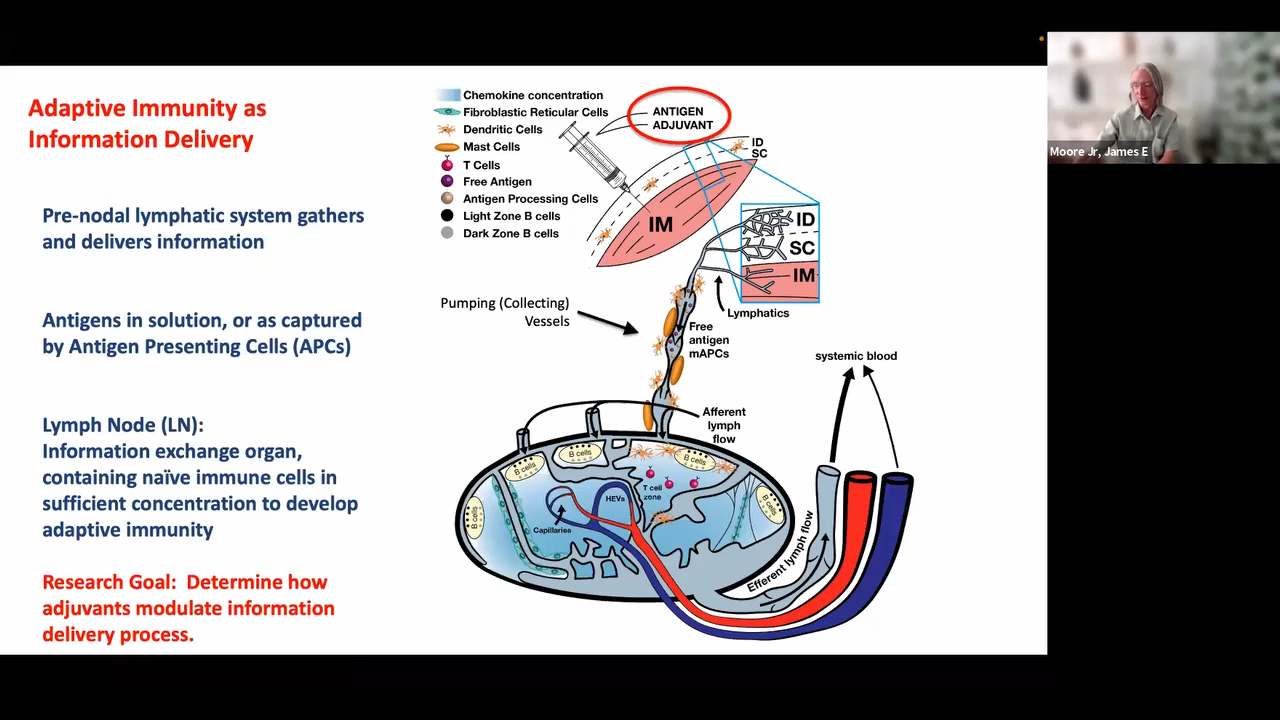 Adaptive Immunity as
Information Delivery
Pre-nodal lymphatic system gathers
and delivers information
Antigens in solution, or as captured
by Antigen Presenting Cells (APCs)
Lymph Node (LN):
Information exchange organ,
containing naïve immune cells in
sufficient concentration to develop
adaptive immunity
Research Goal:  Determine how
adjuvants modulate information
delivery process.
Chemokine concentration
Fibroblastic Reticular Cells
Dendritic Cells
Mast Cells
T Cells
Free Antigen
Antigen Processing Cells
Light Zone B cells
Dark Zone B cells
ANTIGEN
ADJUVANT
ID
SC
IM
ID
SC
IM
Lymphatics
Pumping (Collecting)
Vessels
Free
antigen
mAPCs
systemic blood
Afferent
lymph
flow
B cells
B cells
B cells
B cells
B cells
T cell
zone
HEVs
Capillaries
Efferent lymph flow
Moore Jr, James E